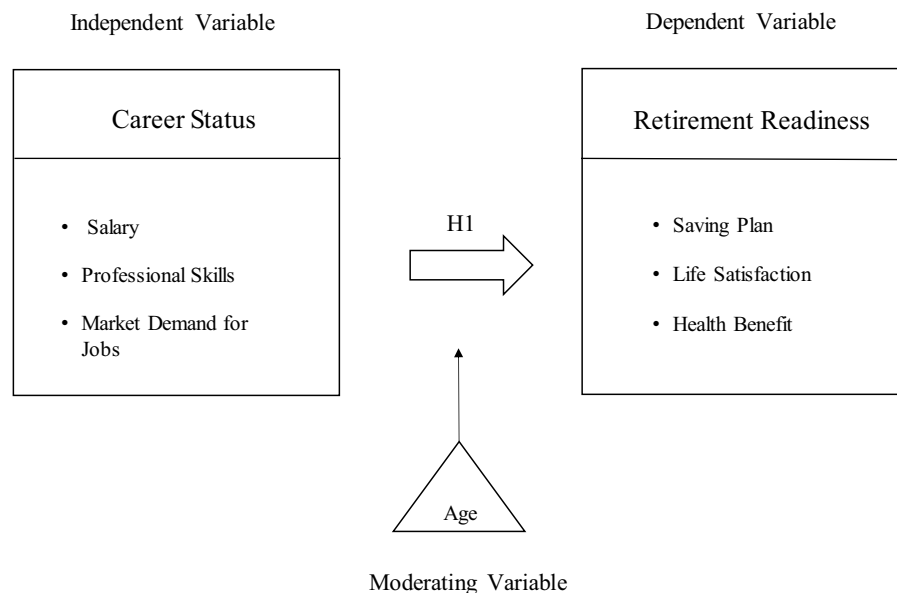 Independent Variable
Dependent Variable
Career Status
• Salary
• Professional Skills
• Market Demand for
Jobs
H1
Retirement Readiness
• Saving Plan
• Life Satisfaction
• Health Benefit
Age
Moderating Variable